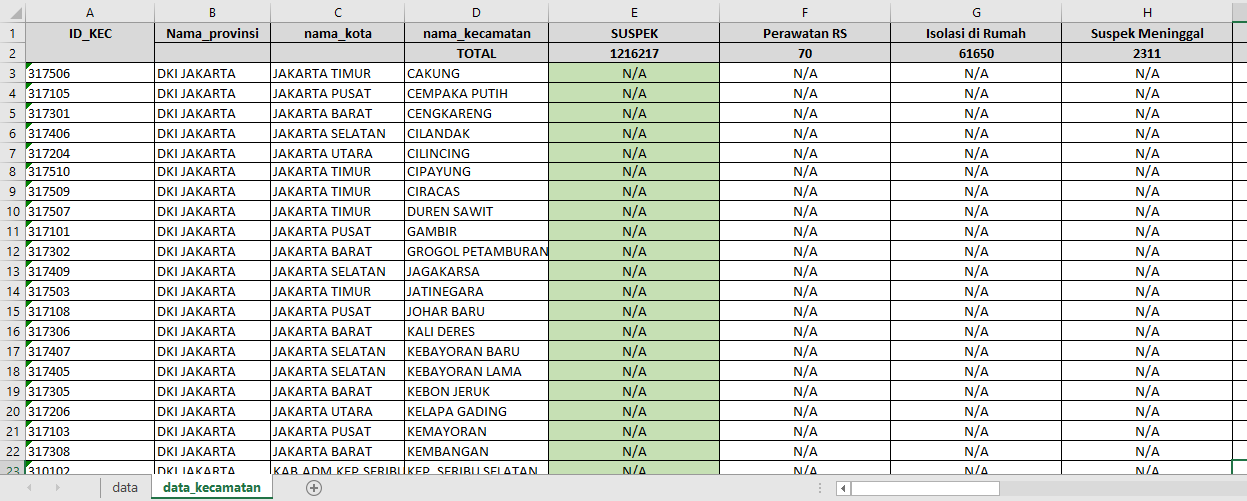 A B C D E F G H
1 ID_KEC Nama_provinsi nama_kota nama_kecamatan SUSPEK Perawatan RS Isolasi di Rumah Suspek Meninggal
2 TOTAL 1216217 70 61650 2311
3 317506 DKI JAKARTA JAKARTA TIMUR CAKUNG N/A N/A N/A N/A
4 317105 DKI JAKARTA JAKARTA PUSAT CEMPAKA PUTIH N/A N/A N/A N/A
5 317301 DKI JAKARTA JAKARTA BARAT CENGKARENG N/A N/A N/A N/A
6 317406 DKI JAKARTA JAKARTA SELATAN CILANDAK N/A N/A N/A N/A
7 317204 DKI JAKARTA JAKARTA UTARA CILINCING N/A N/A N/A N/A
8 317510 DKI JAKARTA JAKARTA TIMUR CIPAYUNG N/A N/A N/A N/A
9 317509 DKI JAKARTA JAKARTA TIMUR CIRACAS N/A N/A N/A N/A
10 317507 DKI JAKARTA JAKARTA TIMUR DUREN SAWIT N/A N/A N/A N/A
11 317101 DKI JAKARTA JAKARTA PUSAT GAMBIR N/A N/A N/A N/A
12 317302 DKI JAKARTA JAKARTA BARAT GROGOL PETAMBURAN N/A N/A N/A N/A
13 317409 DKI JAKARTA JAKARTA SELATAN JAGAKARSA N/A N/A N/A N/A
14 317503 DKI JAKARTA JAKARTA TIMUR JATINEGARA N/A N/A N/A N/A
15 317108 DKI JAKARTA JAKARTA PUSAT JOHAR BARU N/A N/A N/A N/A
16 317306 DKI JAKARTA JAKARTA BARAT KALI DERES N/A N/A N/A N/A
17 317407 DKI JAKARTA JAKARTA SELATAN KEBAYORAN BARU N/A N/A N/A N/A
18 317405 DKI JAKARTA JAKARTA SELATAN KEBAYORAN LAMA N/A N/A N/A N/A
19 317305 DKI JAKARTA JAKARTA BARAT KEBON JERUK N/A N/A N/A N/A
20 317206 DKI JAKARTA JAKARTA UTARA KELAPA GADING N/A N/A N/A N/A
21 317103 DKI JAKARTA JAKARTA PUSAT KEMAYORAN N/A N/A N/A N/A
22 317308 DKI JAKARTA JAKARTA BARAT KEMBANGAN N/A N/A N/A N/A
23 310102 DKI JAKARTA KAB.ADM.KEP.SERIBU KEP. SERIBU SELATAN N/A N/A N/A N/A
data data_kecamatan